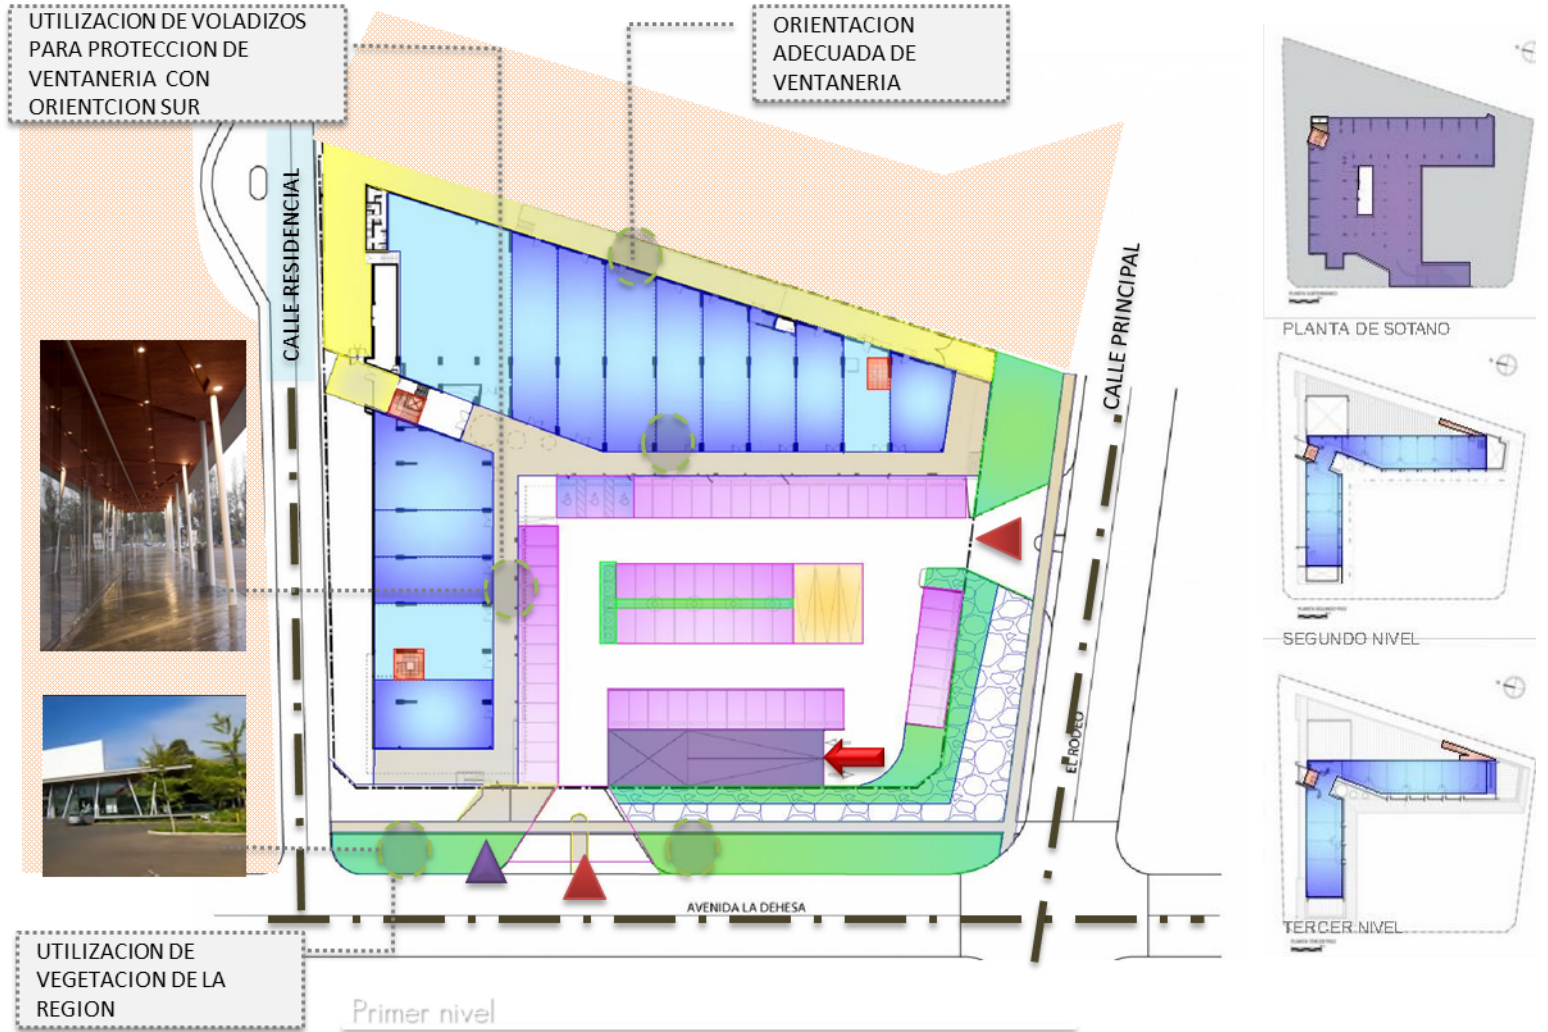 UTILIZACION DE VOLADIZOS
PARA PROTECCION DE
VENTANERIA CON
ORIENTCION SUR
ORIENTACION
ADECUADA DE
VENTANERIA
CALLE RESIDENCIAL
CALLE PRINCIPAL
EL RODEO
AVENIDA LA DEHESA
UTILIZACION DE
VEGETACION DE LA
REGION
Primer nivel
PLANTA DE SOTANO
SEGUNDO NIVEL
TERCER NIVEL